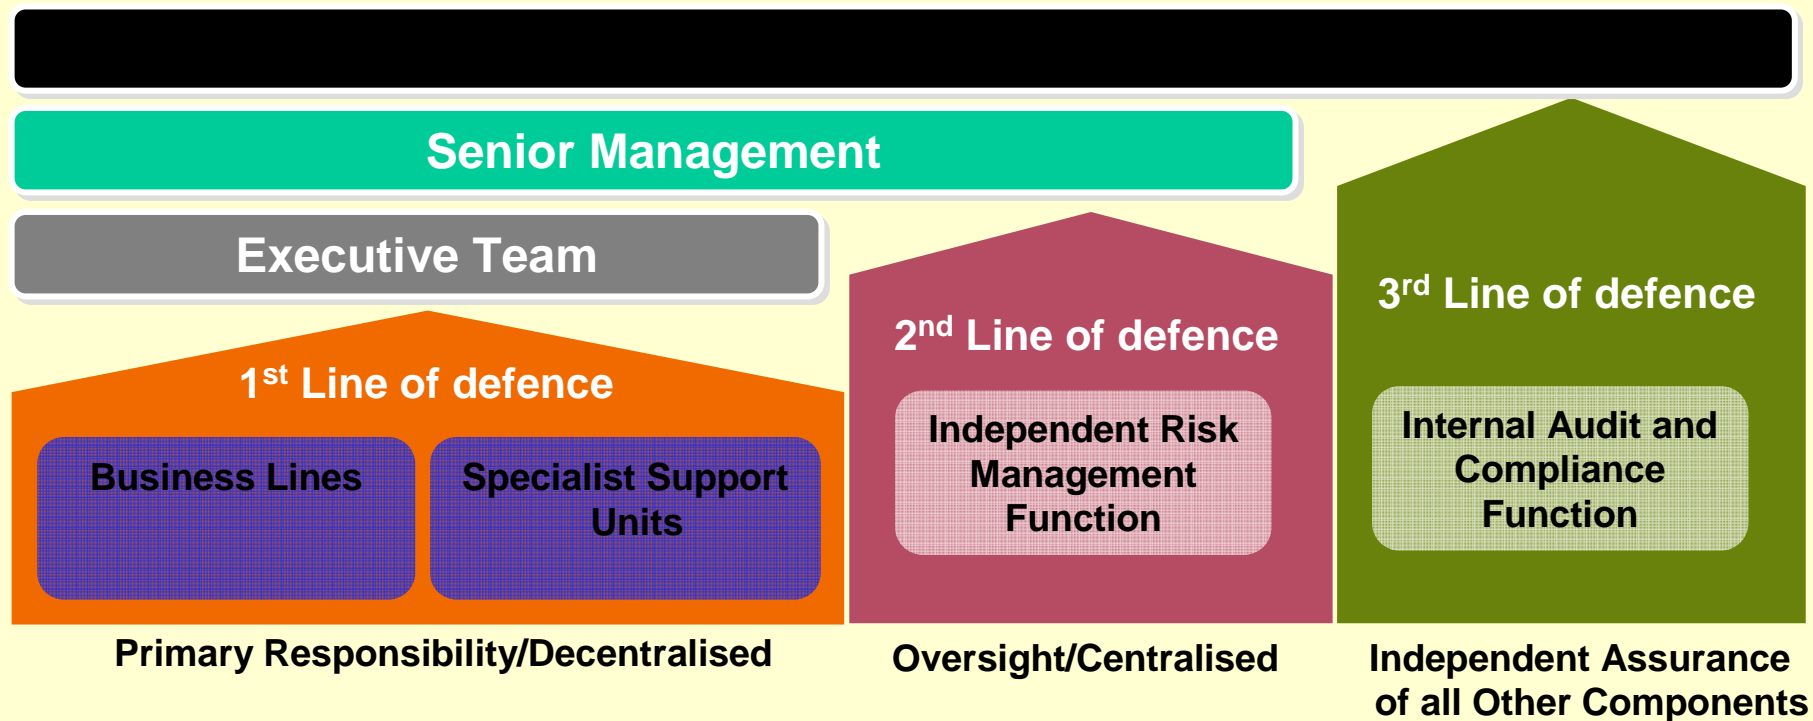 Senior Management
Executive Team
1st Line of defence
Business Lines
Specialist Support
Units
Primary Responsibility/Decentralised
2nd Line of defence
Independent Risk
Management
Function
Oversight/Centralised
3rd Line of defence
Internal Audit and
Compliance
Function
Independent Assurance
of all Other Components